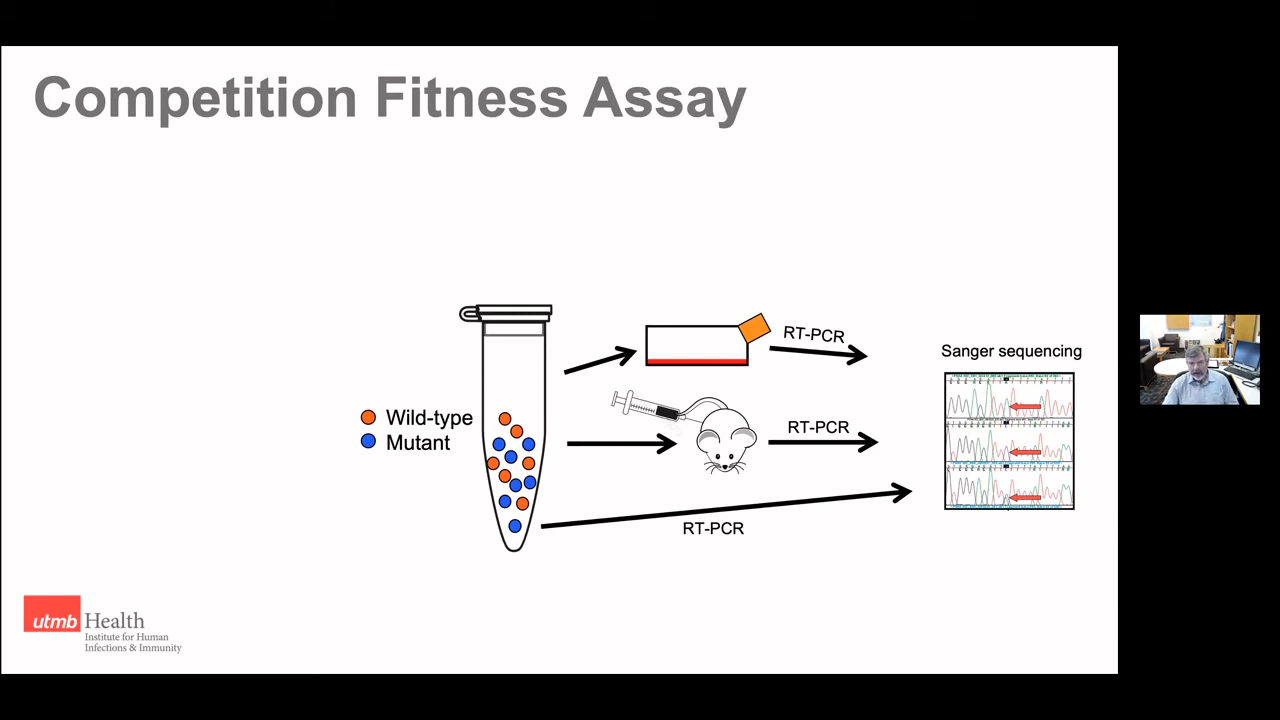 Competition Fitness Assay
RT-PCR
Sanger sequencing
Wild-type
Mutant
RT-PCR
RT-PCR
utmb Health
Institute for Human
Infections & Immunity